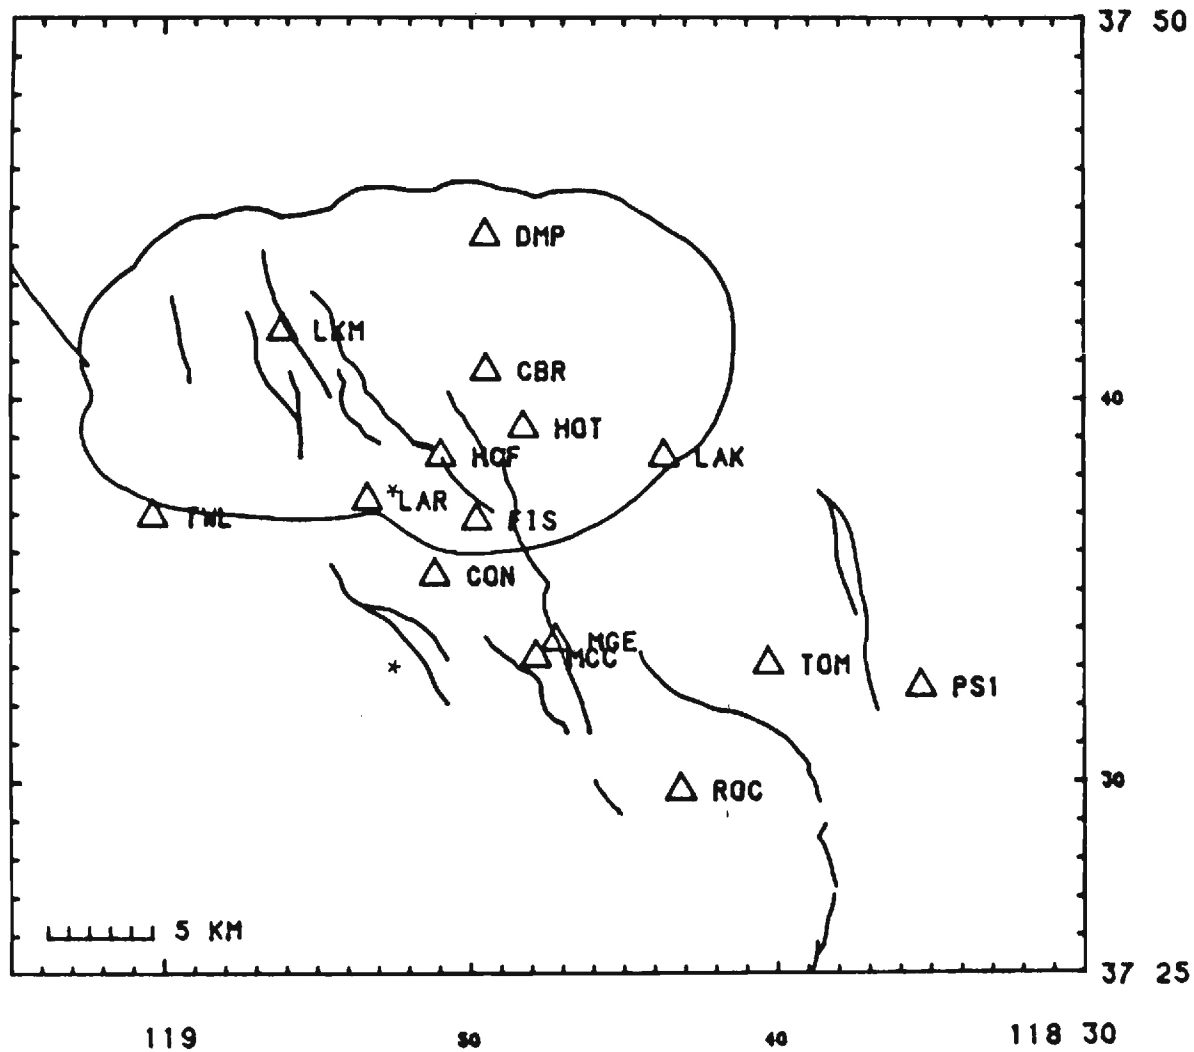 37 50
DMP
LKM
CBR
40
HOT
HCF
LAK
*LAR
TWL
FIS
CON
MGE
MCC
TOM
*
PS1
30
ROC
5 KM
37 25
119
50
40
118 30